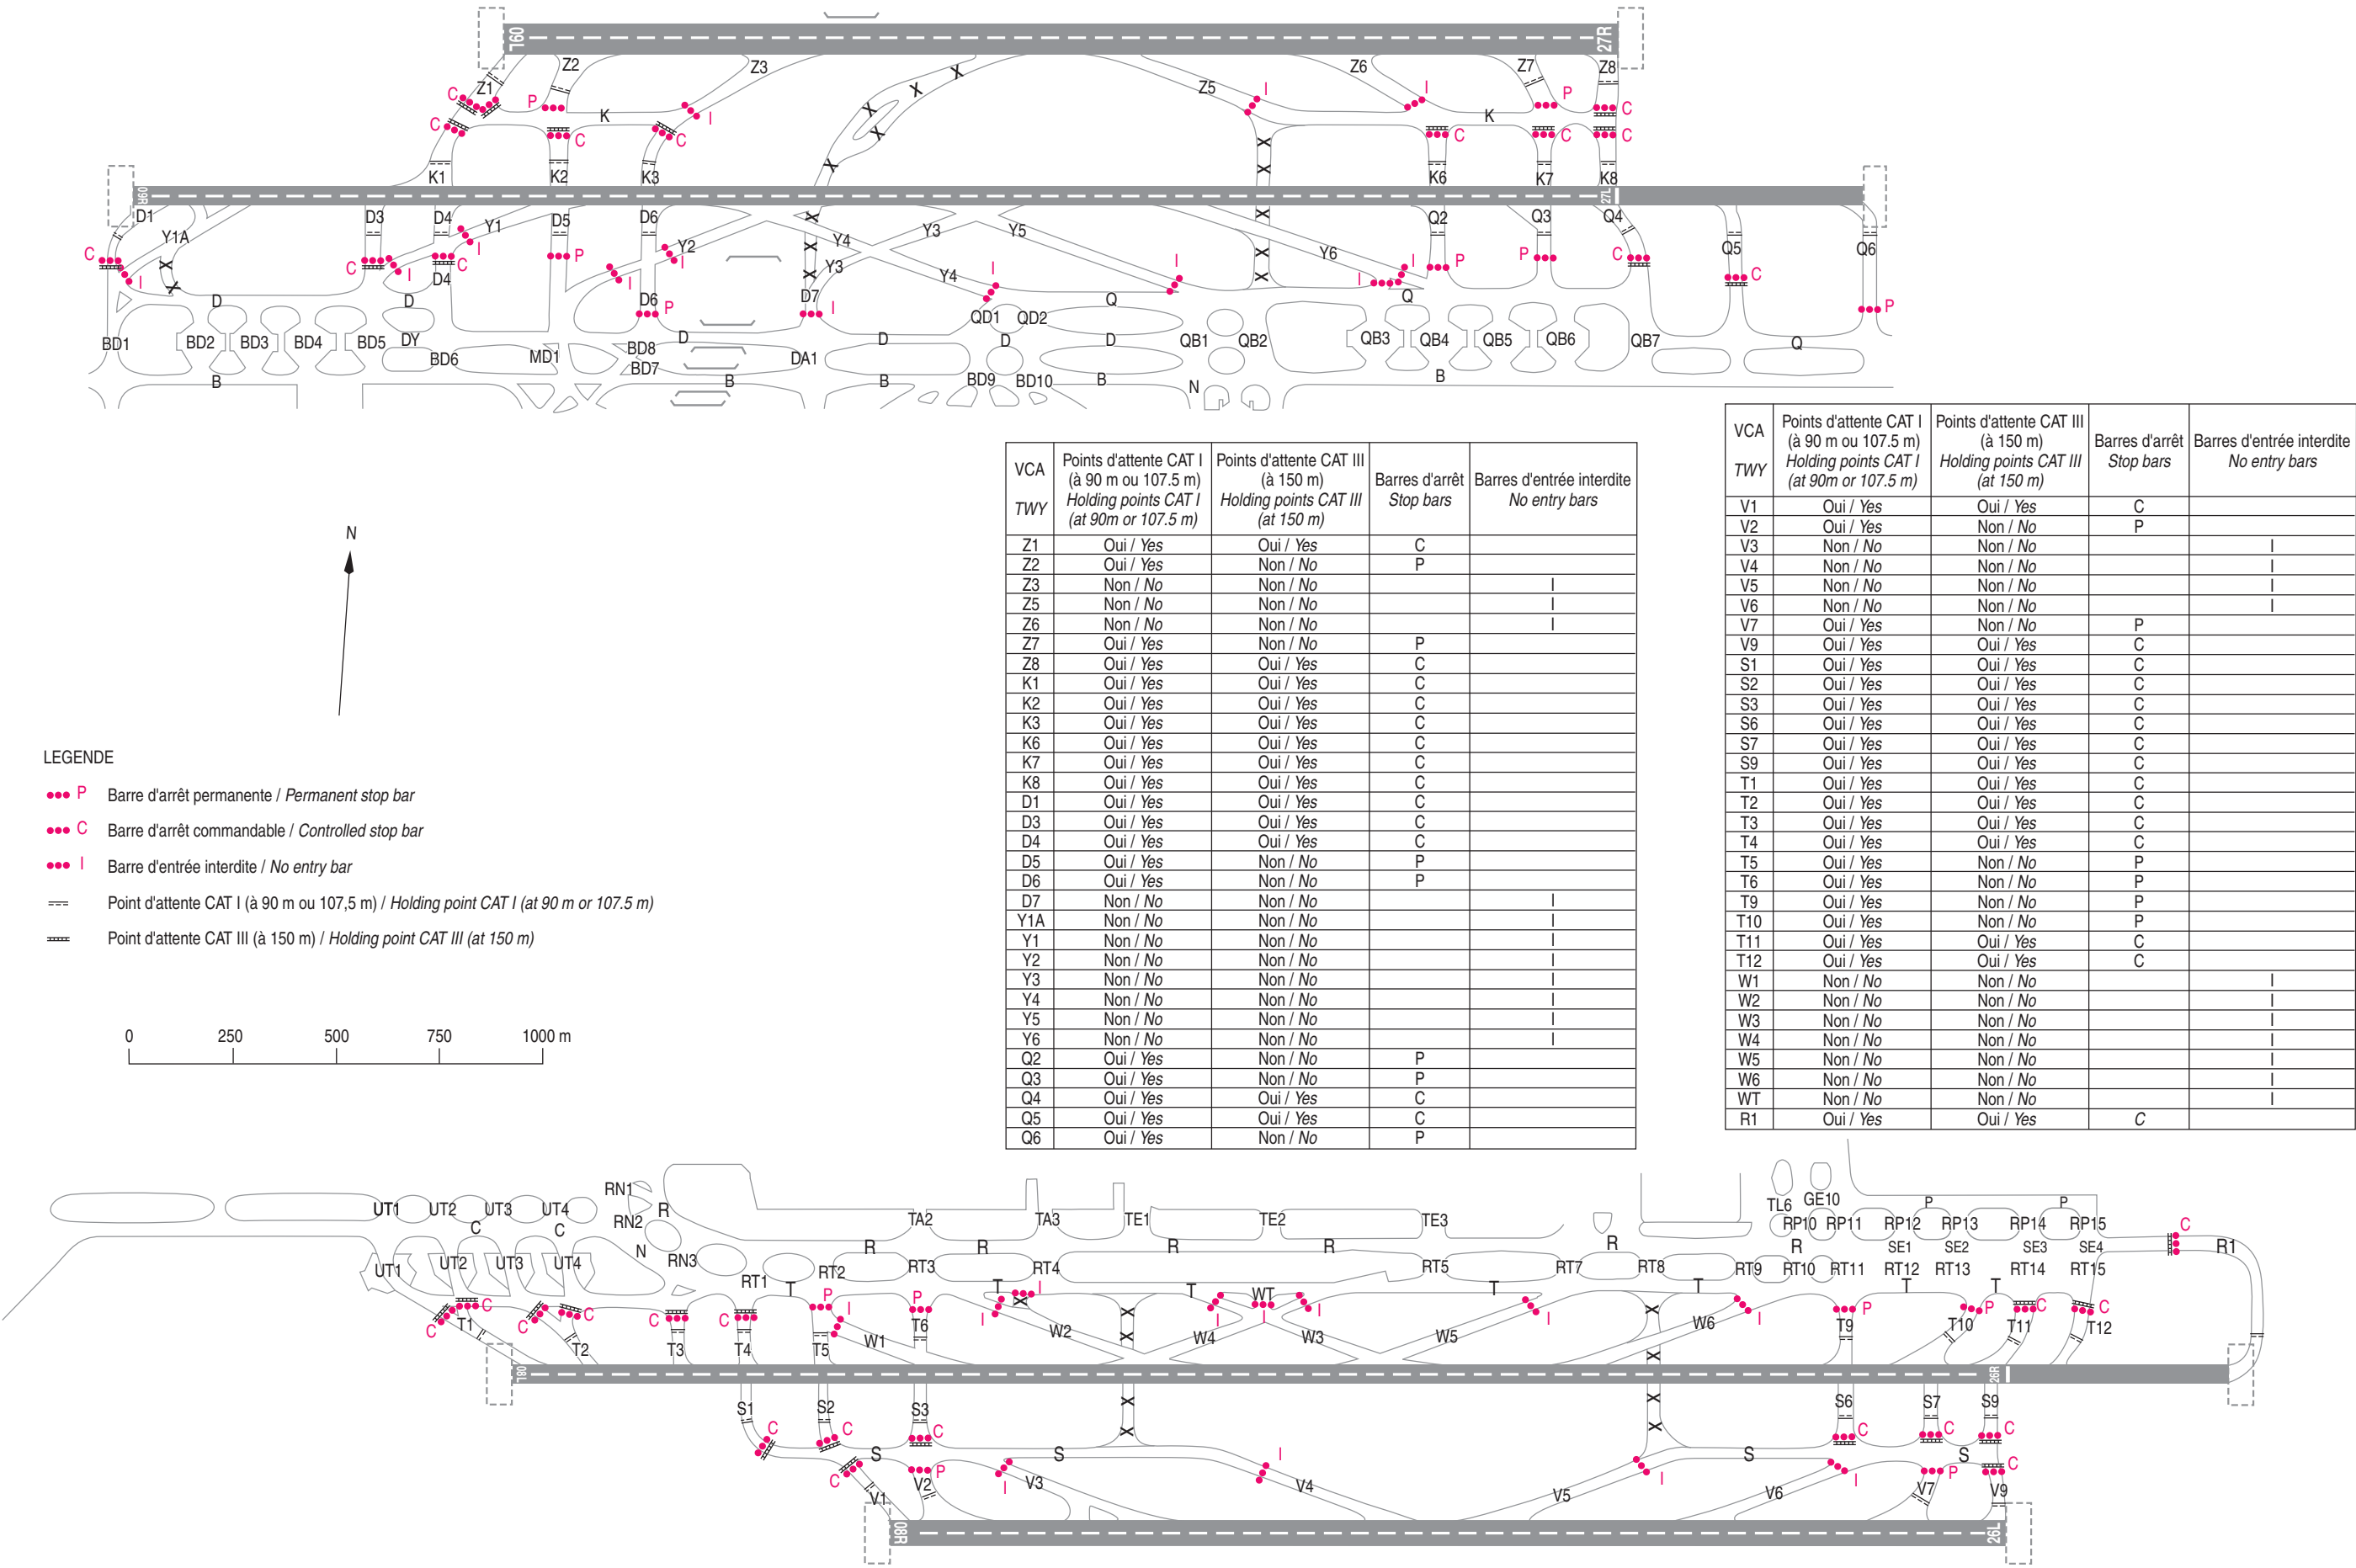 09L
27R
Z1
Z2
Z3
Z5
Z6
Z7
Z8
C
P
I
I
I
P
C
K
K
C
C
C
C
C
C
K1
K2
K3
K6
K7
K8
09R
27L
D1
D3
D4
Y1
D5
D6
Y1A
Y2
Y4
Y3
Y5
Y6
Q2
Q3
Q4
Q5
Q6
C
I
C
I
D4
C
I
P
I
I
D6
P
D7
I
Y3
Y4
I
I
I
I
P
P
C
C
P
D
D
DY
D
D
Q
QD1
QD2
D
D
Q
Q
BD1
BD2
BD3
BD4
BD5
BD6
MD1
BD8
BD7
DA1
QB1
QB2
QB3
QB4
QB5
QB6
QB7
B
B
B
BD9
BD10
B
N
B
N
LEGENDE
P Barre d'arrêt permanente / Permanent stop bar
C Barre d'arrêt commandable / Controlled stop bar
I Barre d'entrée interdite / No entry bar
Point d'attente CAT I (à 90 m ou 107,5 m) / Holding point CAT I (at 90 m or 107.5 m)
Point d'attente CAT III (à 150 m) / Holding point CAT III (at 150 m)
0 250 500 750 1000 m
VCA
TWY
Points d'attente CAT I
(à 90 m ou 107.5 m)
Holding points CAT I
(at 90m or 107.5 m)
Points d'attente CAT III
(à 150 m)
Holding points CAT III
(at 150 m)
Barres d'arrêt
Stop bars
Barres d'entrée interdite
No entry bars
Z1 Oui / Yes Oui / Yes C
Z2 Oui / Yes Non / No P
Z3 Non / No Non / No I
Z5 Non / No Non / No I
Z6 Non / No Non / No I
Z7 Oui / Yes Non / No P
Z8 Oui / Yes Oui / Yes C
K1 Oui / Yes Oui / Yes C
K2 Oui / Yes Oui / Yes C
K3 Oui / Yes Oui / Yes C
K6 Oui / Yes Oui / Yes C
K7 Oui / Yes Oui / Yes C
K8 Oui / Yes Oui / Yes C
D1 Oui / Yes Oui / Yes C
D3 Oui / Yes Oui / Yes C
D4 Oui / Yes Oui / Yes C
D5 Oui / Yes Non / No P
D6 Oui / Yes Non / No P
D7 Non / No Non / No I
Y1A Non / No Non / No I
Y1 Non / No Non / No I
Y2 Non / No Non / No I
Y3 Non / No Non / No I
Y4 Non / No Non / No I
Y5 Non / No Non / No I
Y6 Non / No Non / No I
Q2 Oui / Yes Non / No P
Q3 Oui / Yes Non / No P
Q4 Oui / Yes Oui / Yes C
Q5 Oui / Yes Oui / Yes C
Q6 Oui / Yes Non / No P
VCA
TWY
Points d'attente CAT I
(à 90 m ou 107.5 m)
Holding points CAT I
(at 90m or 107.5 m)
Points d'attente CAT III
(à 150 m)
Holding points CAT III
(at 150 m)
Barres d'arrêt
Stop bars
Barres d'entrée interdite
No entry bars
V1 Oui / Yes Oui / Yes C
V2 Oui / Yes Non / No P
V3 Non / No Non / No I
V4 Non / No Non / No I
V5 Non / No Non / No I
V6 Non / No Non / No I
V7 Oui / Yes Non / No P
V9 Oui / Yes Oui / Yes C
S1 Oui / Yes Oui / Yes C
S2 Oui / Yes Oui / Yes C
S3 Oui / Yes Oui / Yes C
S6 Oui / Yes Oui / Yes C
S7 Oui / Yes Oui / Yes C
S9 Oui / Yes Oui / Yes C
T1 Oui / Yes Oui / Yes C
T2 Oui / Yes Oui / Yes C
T3 Oui / Yes Oui / Yes C
T4 Oui / Yes Oui / Yes C
T5 Oui / Yes Non / No P
T6 Oui / Yes Non / No P
T9 Oui / Yes Non / No P
T10 Oui / Yes Non / No P
T11 Oui / Yes Oui / Yes C
T12 Oui / Yes Oui / Yes C
W1 Non / No Non / No I
W2 Non / No Non / No I
W3 Non / No Non / No I
W4 Non / No Non / No I
W5 Non / No Non / No I
W6 Non / No Non / No I
WT Non / No Non / No I
R1 Oui / Yes Oui / Yes C
UT1
UT2
UT3
UT4
C
C
RN1
RN2
R
N
RN3
TA2
TA3
TE1
TE2
TE3
TL6
GE10
P
P
RP10
RP11
RP12
RP13
RP14
RP15
C
R1
UT1
UT2
UT3
UT4
R
R
R
R
R
R
SE1
SE2
SE3
SE4
RT1
RT2
RT3
RT4
RT5
RT7
RT8
RT9
RT10
RT11
RT12
RT13
RT14
RT15
T
T
T
WT
T
T
T
T
C
C
C
C
C
C
P
I
P
I
I
I
I
I
I
I
P
P
C
C
T1
T2
T3
T4
T5
W1
T6
W2
W4
W3
W5
W6
T9
T10
T11
T12
08L
26R
S1
S2
S3
S6
S7
S9
C
C
C
C
C
C
S
S
S
S
C
P
I
I
I
I
P
C
V1
V2
V3
V4
V5
V6
V7
V9
08R
26L